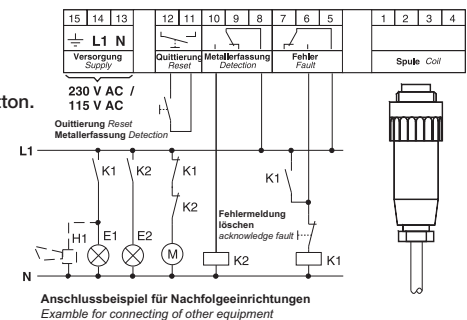 15 14 13 12 11 10 9 8 7 6 5 1 2 3 4
L1 N
Versorgung Quittierung Metallerfassung Fehler Spule Coil
Supply Reset Detection Fault
230 V AC /
115 V AC
tton.
Quittierung Reset
Metallerfassung Detection
L1
K1 K2 K1 K1
K2
Fehlermeldung
löschen
acknowledge fault
H1 E1 E2 M K2 K1
N
Anschlussbeispiel für Nachfolgeeinrichtungen
Examble for connecting of other equipment